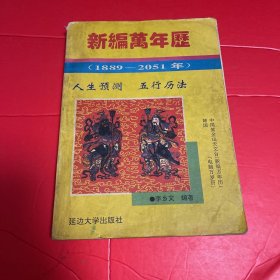 新編萬年歷
（1889－2051年）
人生預測 五行历法
●李乡文 編著
延边大学出版社